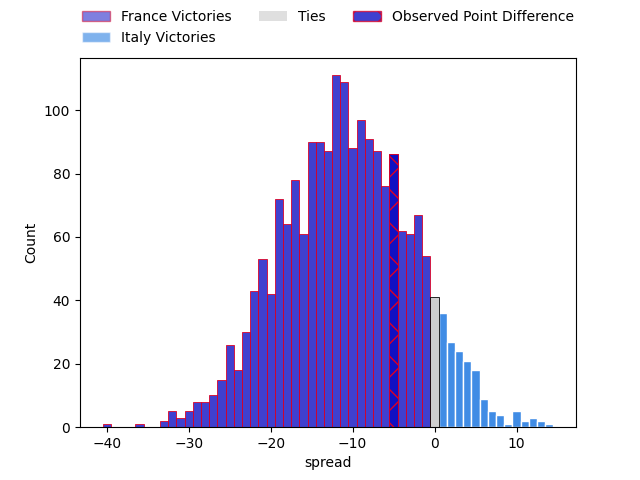 France Victories
Ties
Observed Point Difference
Italy Victories
100
80
60
40
20
0
Count
−40
−30
−20
−10
0
10
spread